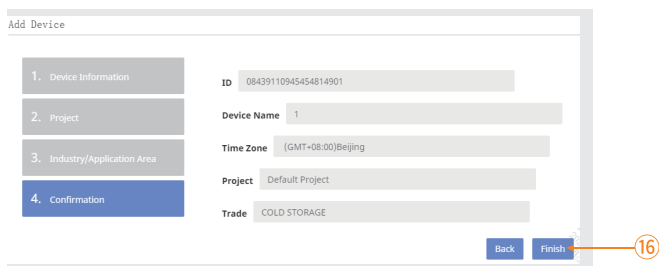 Add Device
1. Device Information
2. Project
3. Industry/Application Area
4. Confirmation
ID 08439110945454814901
Device Name 1
Time Zone (GMT+08:00)Beijing
Project Default Project
Trade COLD STORAGE
Back Finish 16